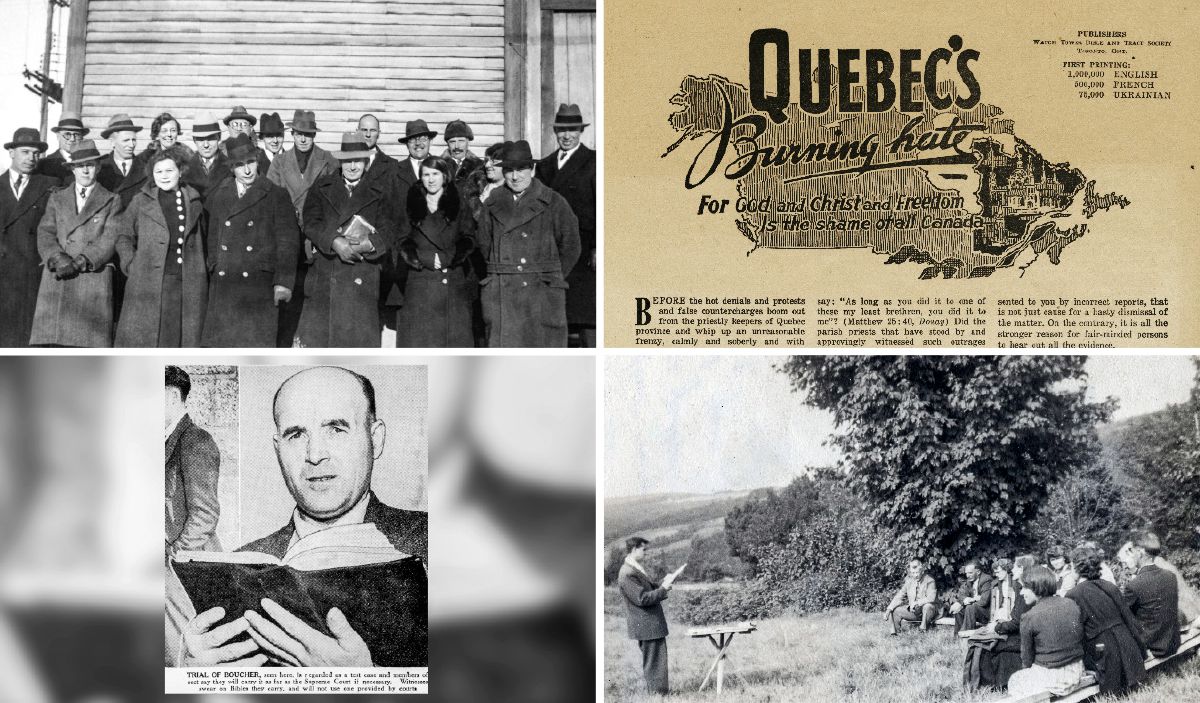 QUEBEC'S
Burning hate
For God and Christ and Freedom
Is the shame of all Canada
PUBLISHERS
WATCH TOWER BIBLE AND TRACT SOCIETY
TORONTO, ONT.
FIRST PRINTING:
1,000,000 ENGLISH
500,000 FRENCH
75,000 UKRAINIAN
BEFORE the hot denials and protests
and false countercharges boom out
from the priestly keepers of Quebec
province and whip up an unreasonable
frenzy, calmly and soberly and with
say: "As long as you did it to one of
these my least brethren, you did it to
me"? (Matthew 25:40, Douay) Did the
parish priests that have stood by and
approvingly witnessed such outrages
sented to you by incorrect reports, that
is not just cause for a hasty dismissal of
the matter. On the contrary, it is all the
stronger reason for fair-minded persons
to hear out all the evidence.
TRIAL OF BOUCHER, seen here, is regarded as a test case and members of
sect say they will carry it as far as the Supreme Court if necessary. Witnesses
swear on Bibles they carry, and will not use one provided by courts